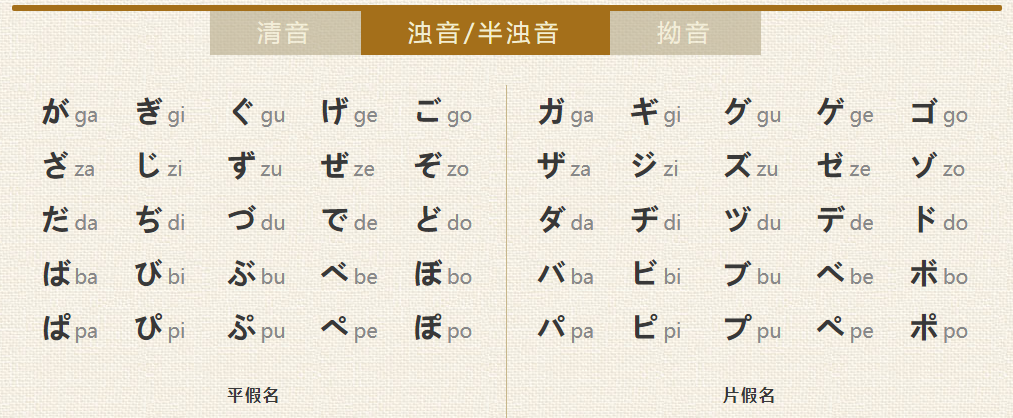 清音 浊音/半浊音 拗音
が ga ぎ gi ぐ gu げ ge ご go ガ ga ギ gi グ gu ゲ ge ゴ go
ざ za じ zi ず zu ぜ ze ぞ zo ザ za ジ zi ズ zu ゼ ze ゾ zo
だ da ぢ di づ du で de ど do ダ da ヂ di ヅ du デ de ド do
ば ba び bi ぶ bu べ be ぼ bo バ ba ビ bi ブ bu ベ be ボ bo
ぱ pa ぴ pi ぷ pu ぺ pe ぽ po パ pa ピ pi プ pu ペ pe ポ po
平假名 片假名